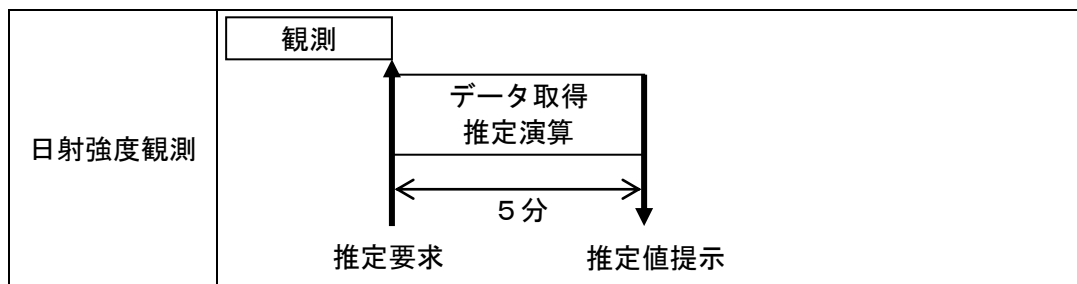 日射強度観測
観測
データ取得
推定演算
５分
推定要求
推定値提示